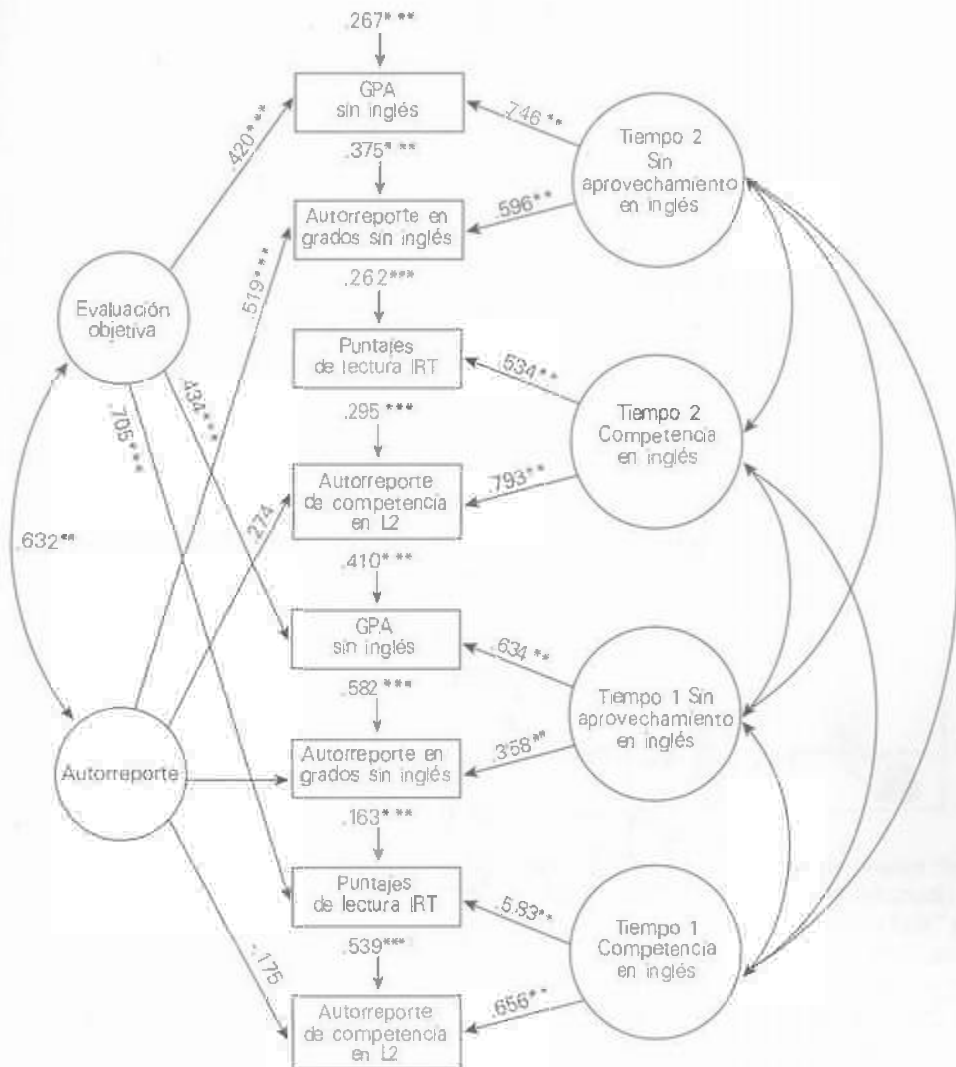 .267***
GPA
sin inglés
.420***
.746**
Tiempo 2
Sin
aprovechamiento
en inglés
.375***
Autorreporte en
grados sin inglés
.596**
.519***
.262***
Evaluación
objetiva
Puntajes
de lectura IRT
.534**
.434***
.705***
.295***
Tiempo 2
Competencia
en inglés
Autorreporte
de competencia
en L2
.793**
.274
.632**
.410***
GPA
sin inglés
.634**
.582***
Tiempo 1 Sin
aprovechamiento
en inglés
Autorreporte
Autorreporte en
grados sin inglés
.358**
.163***
Puntajes
de lectura IRT
.583**
Tiempo 1
Competencia
en inglés
.539***
.175
Autorreporte
de competencia
en L2
.656**